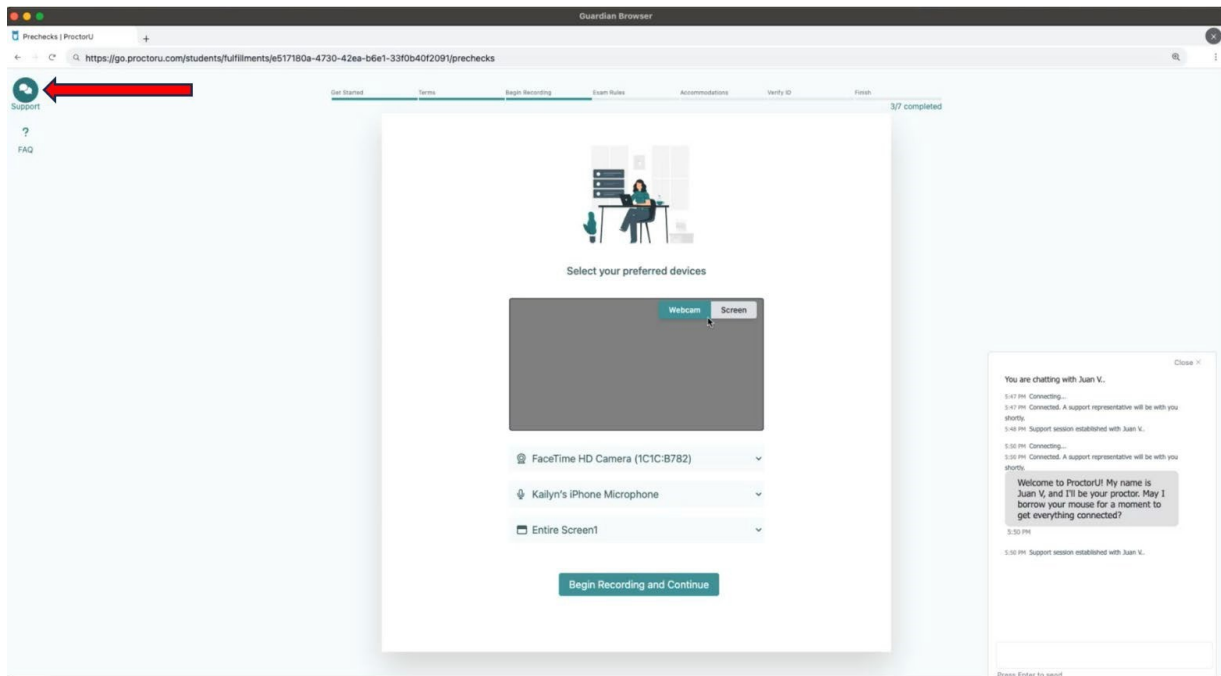 Guardian Browser
Prechecks | ProctorU
+
https://go.proctoru.com/students/fulfillments/e517180a-4730-42ea-b6e1-33f0b40f2091/prechecks
Support
?
FAQ
Get Started Terms Begin Recording Exam Rules Accommodations Verify ID Finish
3/7 completed
Select your preferred devices
Webcam Screen
FaceTime HD Camera (1C1C:B782)
Kailyn's iPhone Microphone
Entire Screen1
Begin Recording and Continue
Close ×
You are chatting with Juan V..
5:47 PM Connecting...
5:47 PM Connected. A support representative will be with you
shortly.
5:48 PM Support session established with Juan V..
5:50 PM Connecting...
5:50 PM Connected. A support representative will be with you
shortly.
Welcome to ProctorU! My name is
Juan V, and I'll be your proctor. May I
borrow your mouse for a moment to
get everything connected?
5:50 PM
5:50 PM Support session established with Juan V..
Press Enter to send